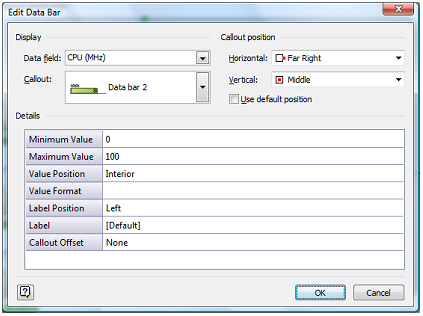 Edit Data Bar
Display
Data field: CPU (MHz)
Callout: Data bar 2
Callout position
Horizontal: Far Right
Vertical: Middle
Use default position
Details
Minimum Value 0
Maximum Value 100
Value Position Interior
Value Format
Label Position Left
Label [Default]
Callout Offset None
OK Cancel